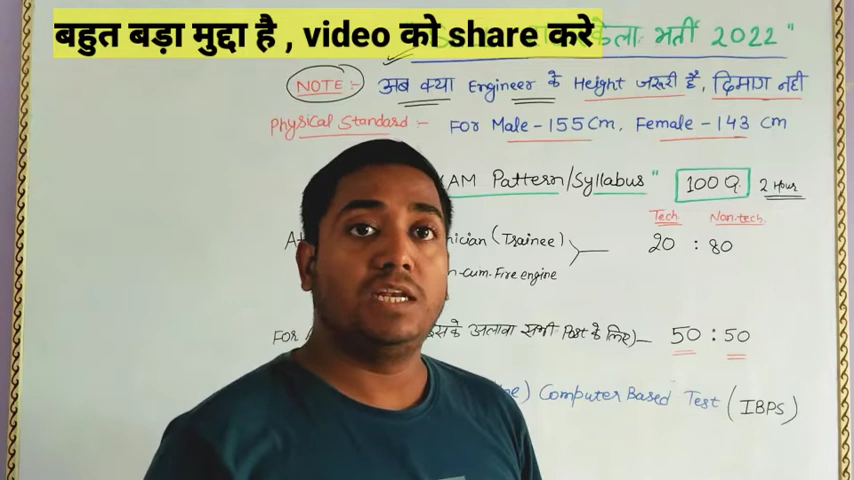 बहुत बड़ा मुद्दा है , video को share करे
भर्ती 2022"
NOTE :- अब क्या Engineer के Height जरूरी है, दिमाग नही
Physical Standard :- FOR Male - 155 Cm, Female - 143 cm
AM Pattern/Syllabus" 100 Q. 2 Hour
Tech. Non-tech.
(Trainee) 20 : 80
Fire engine
FOR अलावा सभी Post के लिए) - 50 : 50
Computer Based Test (IBPS)